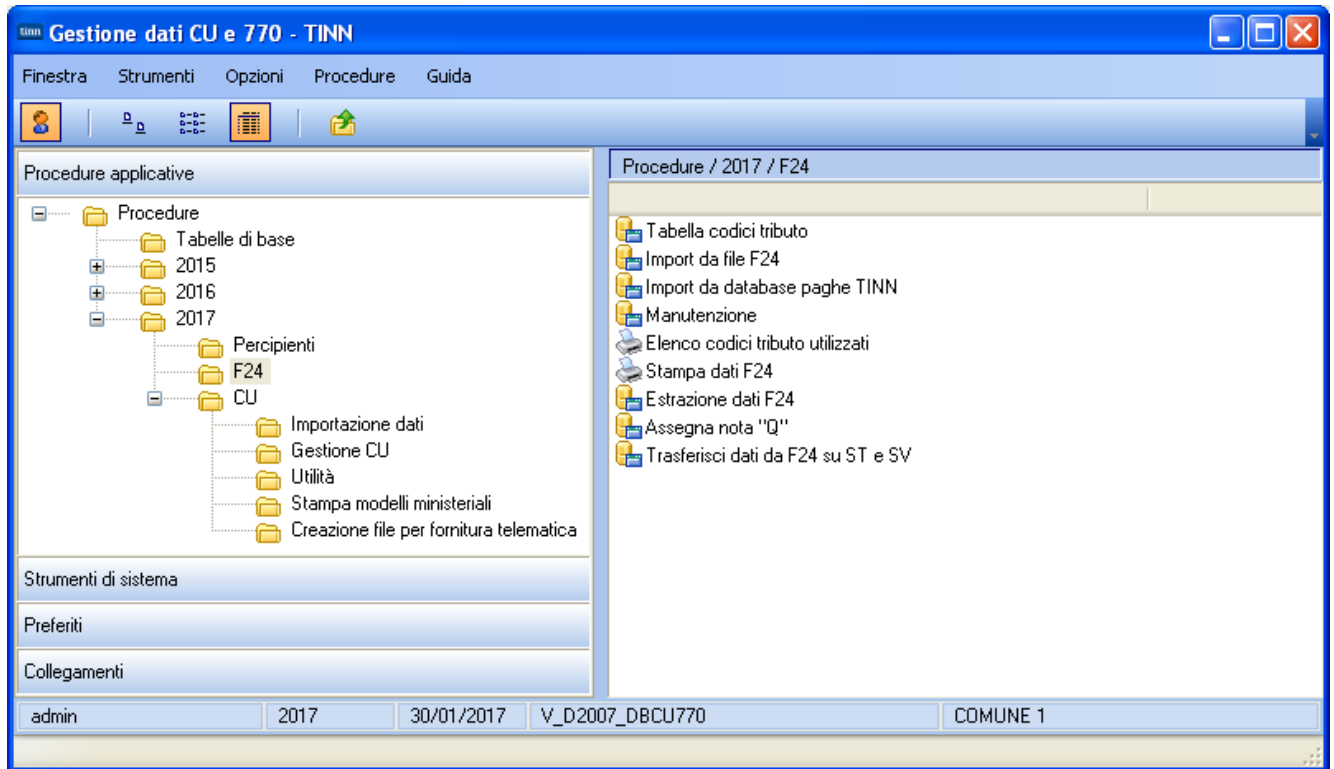 tinn Gestione dati CU e 770 - TINN
Finestra Strumenti Opzioni Procedure Guida
Procedure applicative
Procedure
Tabelle di base
2015
2016
2017
Percipienti
F24
CU
Importazione dati
Gestione CU
Utilità
Stampa modelli ministeriali
Creazione file per fornitura telematica
Strumenti di sistema
Preferiti
Collegamenti
Procedure / 2017 / F24
Tabella codici tributo
Import da file F24
Import da database paghe TINN
Manutenzione
Elenco codici tributo utilizzati
Stampa dati F24
Estrazione dati F24
Assegna nota "Q"
Trasferisci dati da F24 su ST e SV
admin 2017 30/01/2017 V_D2007_DBCU770 COMUNE 1